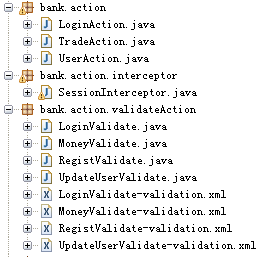 bank.action
LoginAction.java
TradeAction.java
UserAction.java
bank.action.interceptor
SessionInterceptor.java
bank.action.validateAction
LoginValidate.java
MoneyValidate.java
RegistValidate.java
UpdateUserValidate.java
LoginValidate-validation.xml
MoneyValidate-validation.xml
RegistValidate-validation.xml
UpdateUserValidate-validation.xml